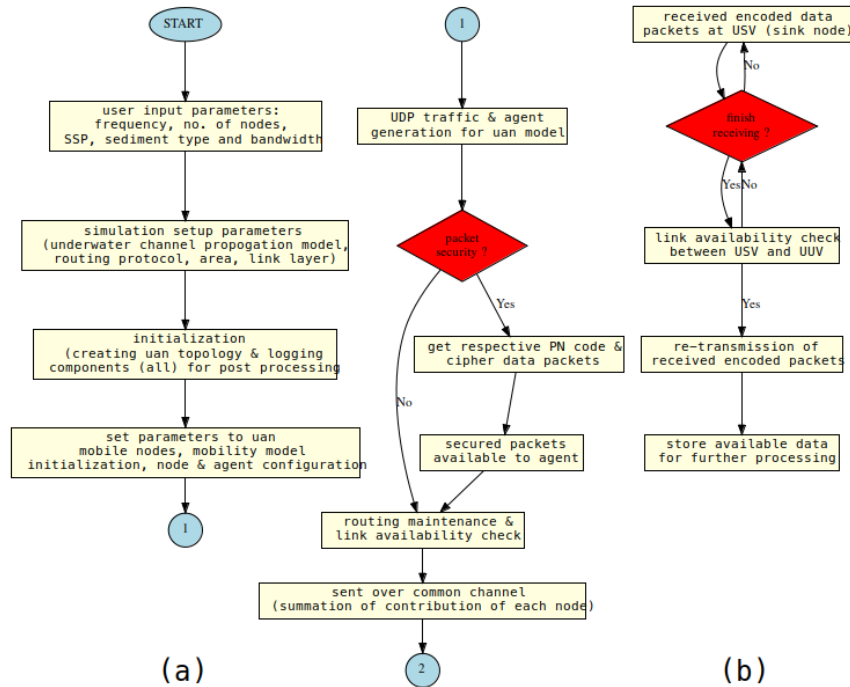 START
user input parameters:
frequency, no. of nodes,
SSP, sediment type and bandwidth
simulation setup parameters
(underwater channel propogation model,
routing protocol, area, link layer)
initialization
(creating uan topology & logging
components (all) for post processing
set parameters to uan
mobile nodes, mobility model
initialization, node & agent configuration
1
(a)
1
UDP traffic & agent
generation for uan model
packet
security ?
Yes
No
get respective PN code &
cipher data packets
secured packets
available to agent
routing maintenance &
link availability check
sent over common channel
(summation of contribution of each node)
2
received encoded data
packets at USV (sink node)
No
finish
receiving ?
Yes
No
link availability check
between USV and UUV
Yes
re-transmission of
received encoded packets
store available data
for further processing
(b)